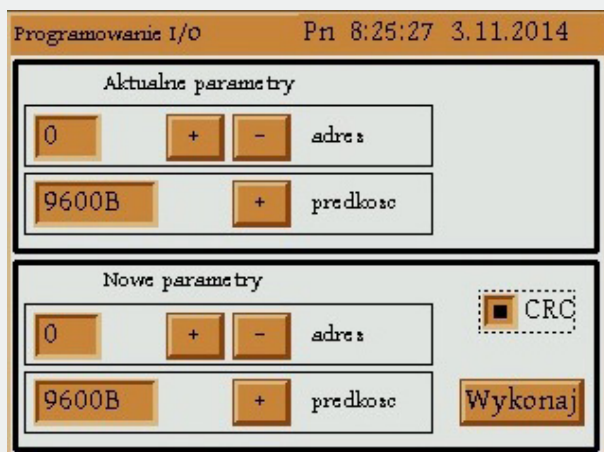 Programowanie I/O Pn 8:25:27 3.11.2014
Aktualne parametry
0 + - adres
9600B + predkosc
Nowe parametry
0 + - adres
CRC
9600B + predkosc
Wykonaj